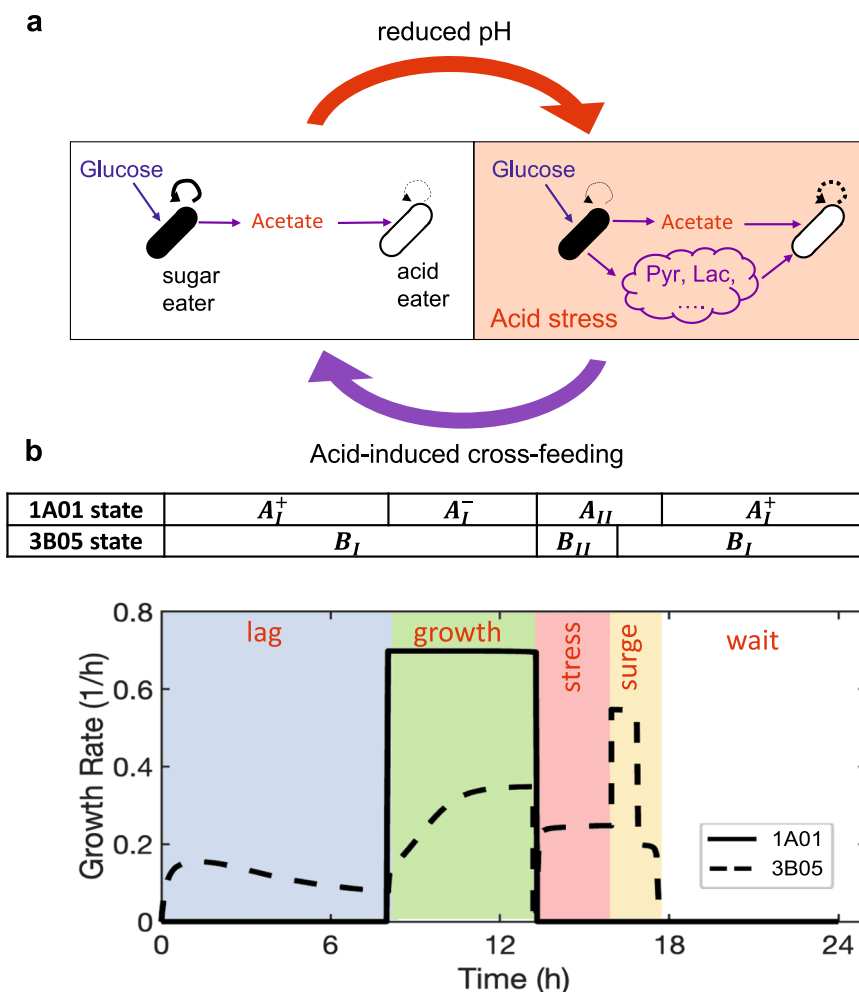 a
reduced pH
Glucose
Acetate
sugar
eater
acid
eater
Glucose
Acetate
Pyr, Lac,
....
Acid stress
Acid-induced cross-feeding
b
1A01 state A_I^+ A_I^- A_II A_I^+
3B05 state B_I B_II B_I
lag growth stress surge wait
Growth Rate (1/h)
0.8
0.6
0.4
0.2
0
1A01
3B05
0 6 12 18 24
Time (h)